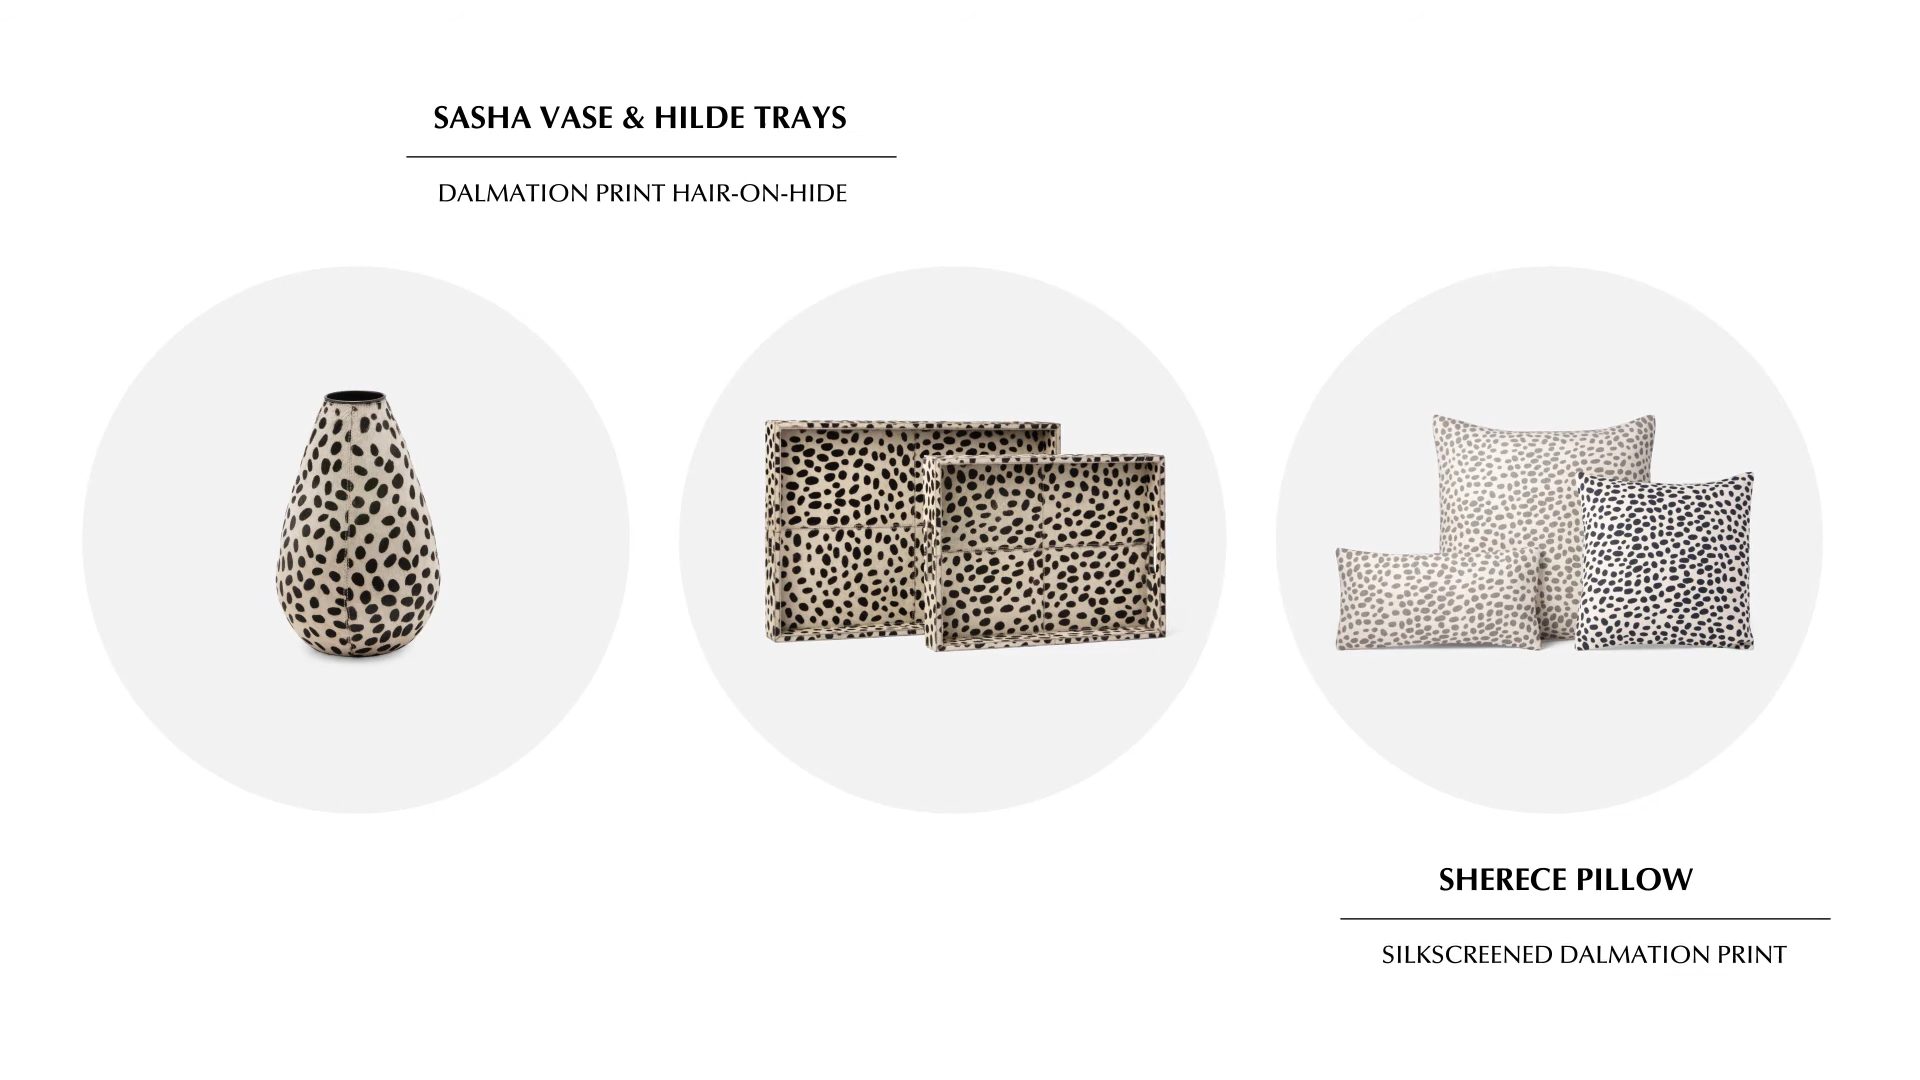 SASHA VASE & HILDE TRAYS
DALMATION PRINT HAIR-ON-HIDE
SHERECE PILLOW
SILKSCREENED DALMATION PRINT